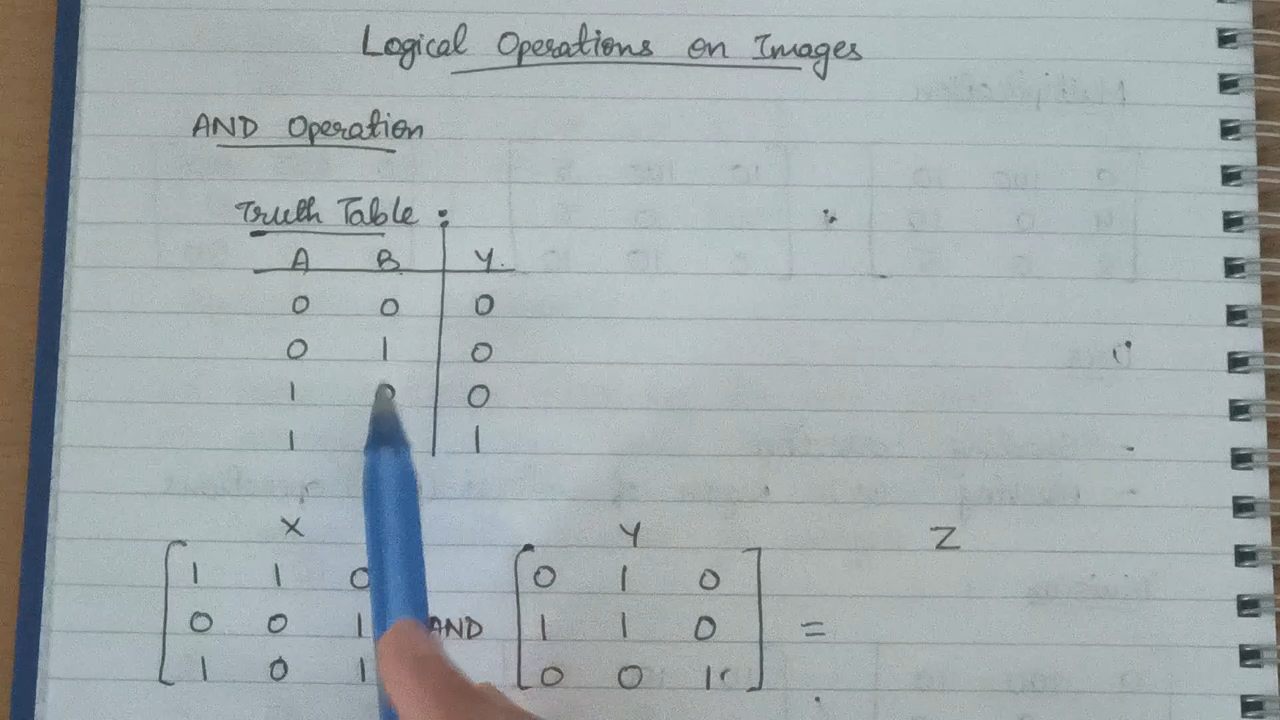 Logical Operations on Images
AND Operation
Truth Table :
A B Y.
0 0 0
0 1 0
1 0 0
1 1
X Y Z
1 1 0 0 1 0
0 0 1 AND 1 1 0 =
1 0 1 0 0 1